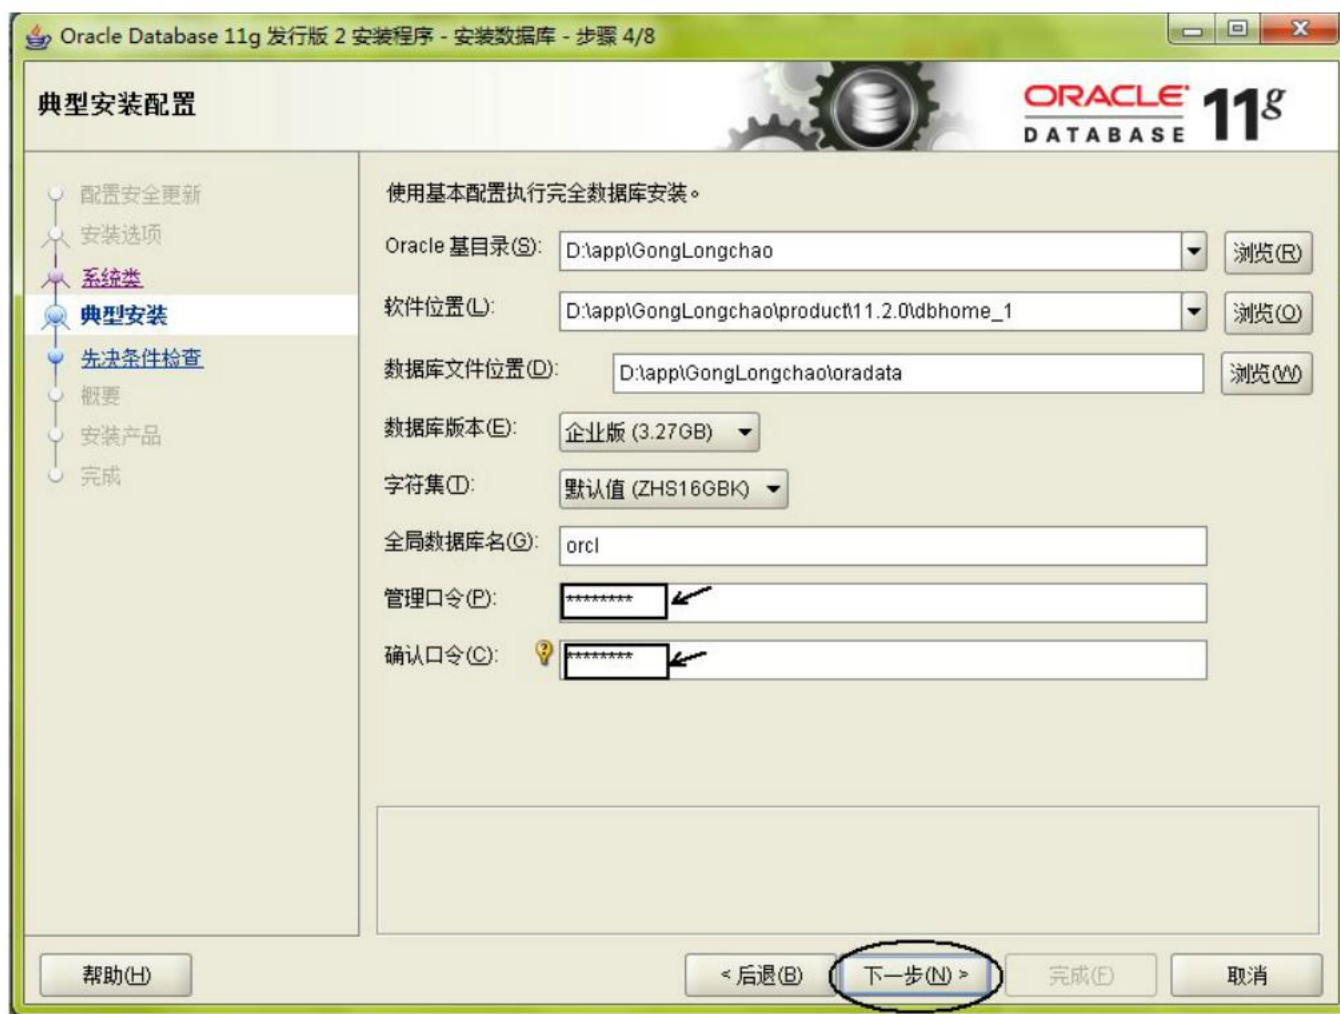 Oracle Database 11g 发行版 2 安装程序 - 安装数据库 - 步骤 4/8
典型安装配置
ORACLE 11g
DATABASE
配置安全更新
安装选项
系统类
典型安装
先决条件检查
概要
安装产品
完成
使用基本配置执行完全数据库安装。
Oracle 基目录(S): D:\app\GongLongchao 浏览(R)
软件位置(L): D:\app\GongLongchao\product\11.2.0\dbhome_1 浏览(O)
数据库文件位置(D): D:\app\GongLongchao\oradata 浏览(W)
数据库版本(E): 企业版 (3.27GB)
字符集(T): 默认值 (ZHS16GBK)
全局数据库名(G): orcl
管理口令(P): ********
确认口令(C): ********
帮助(H) < 后退(B) 下一步(N) > 完成(F) 取消